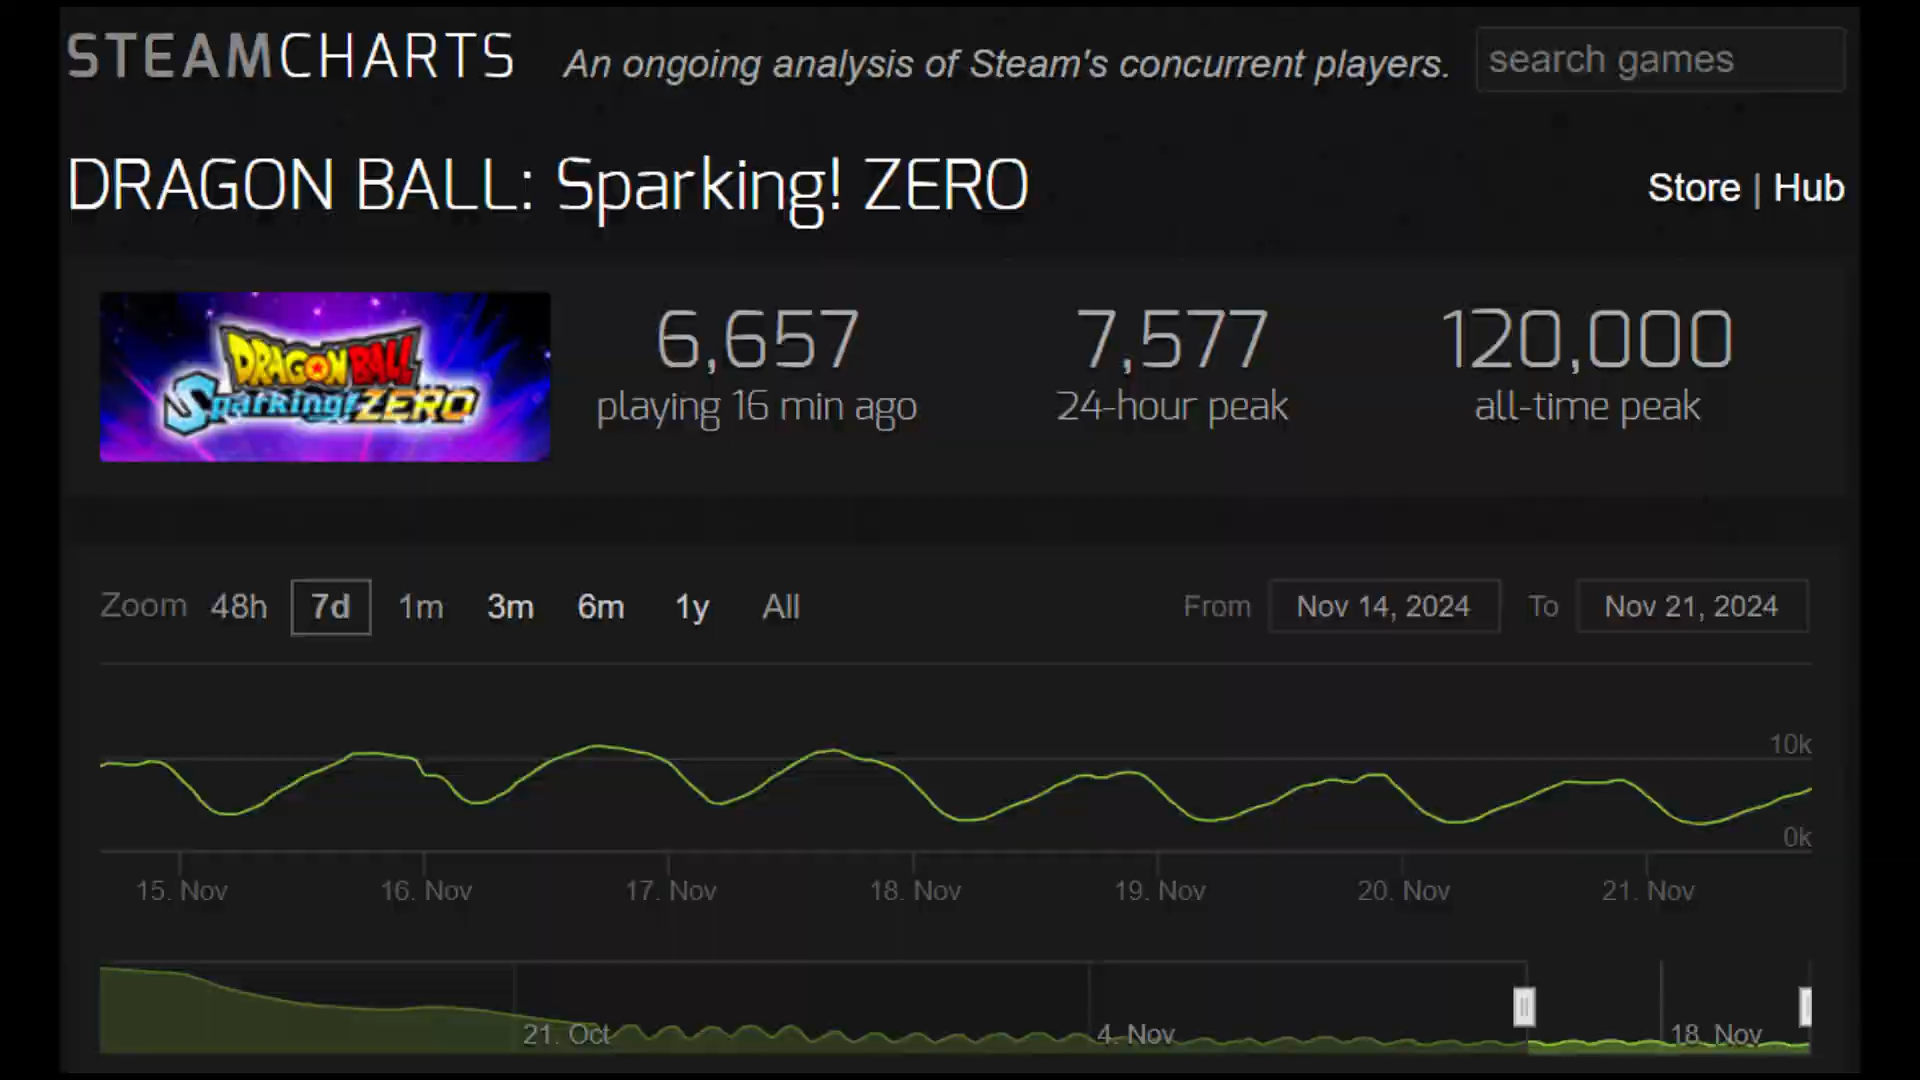 STEAMCHARTS An ongoing analysis of Steam's concurrent players. search games
DRAGON BALL: Sparking! ZERO Store | Hub
DRAGON BALL
Sparking! ZERO
6,657 7,577 120,000
playing 16 min ago 24-hour peak all-time peak
Zoom 48h 7d 1m 3m 6m 1y All From Nov 14, 2024 To Nov 21, 2024
10k
0k
15. Nov 16. Nov 17. Nov 18. Nov 19. Nov 20. Nov 21. Nov
21. Oct 4. Nov 18. Nov